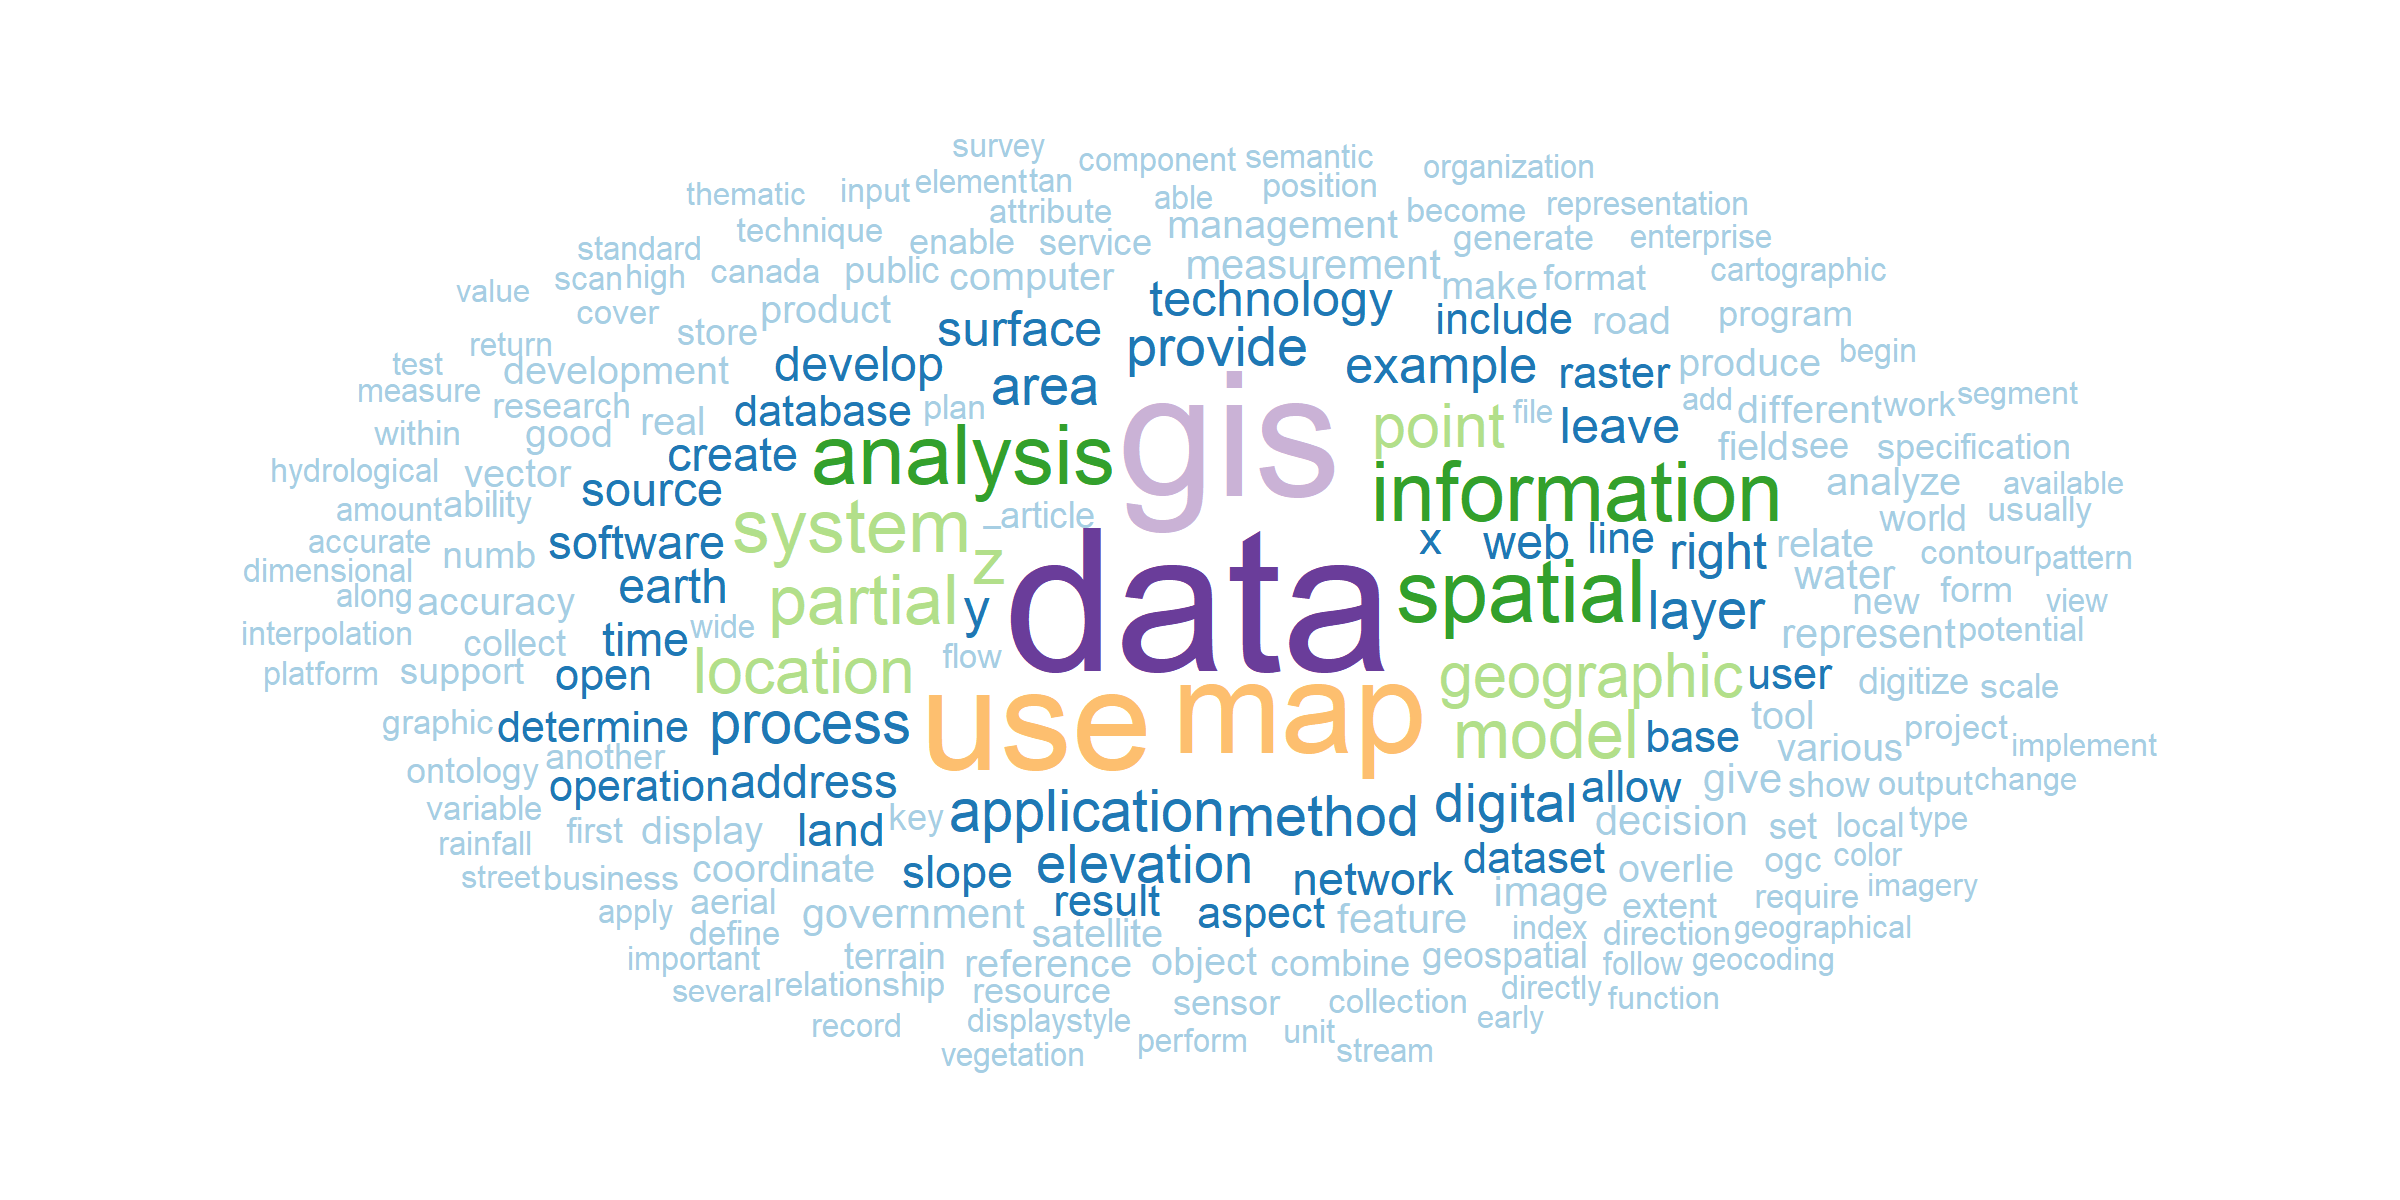 survey component semantic organization
thematic input element tan able position
attribute management become representation
standard technique enable service generate enterprise
scan high canada public computer measurement make format cartographic
value cover store product surface technology include road program
return develop provide example raster produce begin
test development area
measure research real database plan gis point file leave add different work segment
within good create analysis information field see specification
hydrological vector source analyze available
amount ability system _ article world usually
accurate numb software z x web line right relate contour pattern
dimensional earth partial data spatial water
along accuracy y layer new form view
interpolation collect time wide flow represent potential
platform support open location geographic user digitize scale
graphic determine process use map model base tool project
ontology another various implement
operation address allow give show output change
variable first display land key application method digital decision set local type
rainfall coordinate slope elevation dataset overlie ogc color
street business network image require imagery
apply aerial government result aspect feature extent
define satellite index direction geographical
important terrain reference object combine geospatial follow geocoding
several relationship resource sensor collection directly function
record displaystyle unit early
vegetation perform stream